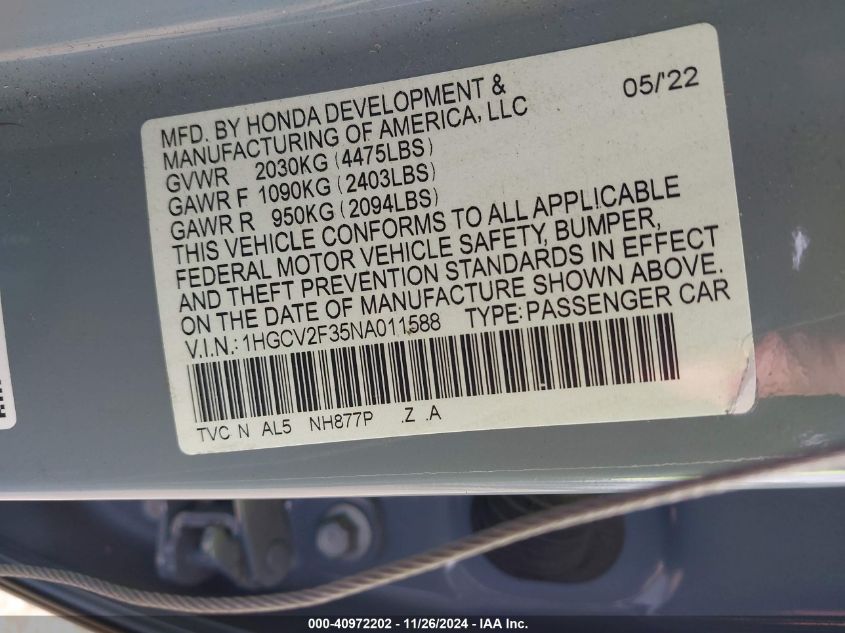 MFD. BY HONDA DEVELOPMENT & 05/'22
MANUFACTURING OF AMERICA, LLC
GVWR 2030KG (4475LBS)
GAWR F 1090KG (2403LBS)
GAWR R 950KG (2094LBS)
THIS VEHICLE CONFORMS TO ALL APPLICABLE
FEDERAL MOTOR VEHICLE SAFETY, BUMPER,
AND THEFT PREVENTION STANDARDS IN EFFECT
ON THE DATE OF MANUFACTURE SHOWN ABOVE.
V.I.N.: 1HGCV2F35NA011588 TYPE: PASSENGER CAR
TVC N AL5 NH877P .Z .A
000-40972202 - 11/26/2024 - IAA Inc.